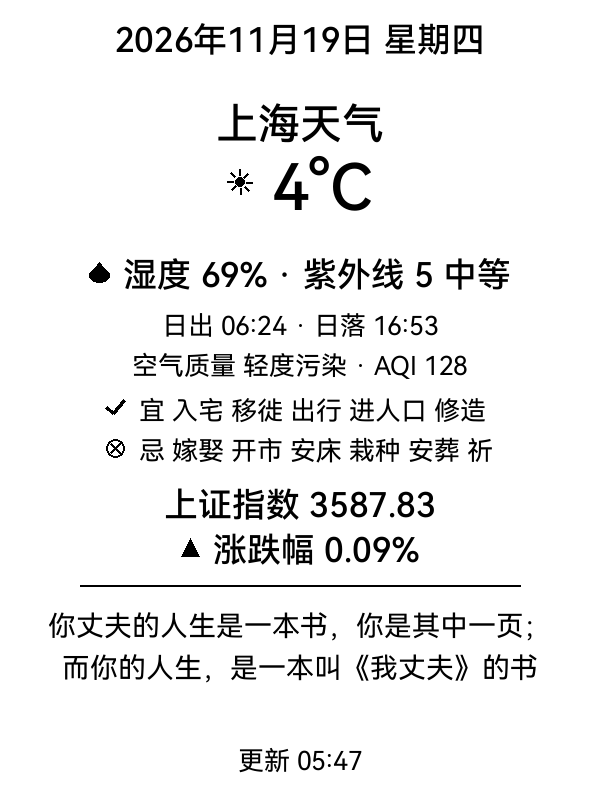 2026年11月19日 星期四
上海天气
4°C
湿度 69% · 紫外线 5 中等
日出 06:24 · 日落 16:53
空气质量 轻度污染 · AQI 128
宜 入宅 移徙 出行 进人口 修造
忌 嫁娶 开市 安床 栽种 安葬 祈
上证指数 3587.83
▲ 涨跌幅 0.09%
你丈夫的人生是一本书，你是其中一页；
而你的人生，是一本叫《我丈夫》的书
更新 05:47